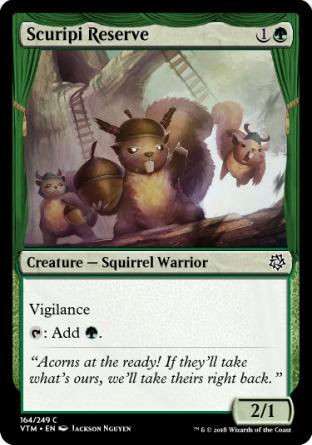 Scuripi Reserve 1
Creature — Squirrel Warrior
Vigilance
: Add .
“Acorns at the ready! If they'll take
what's ours, we'll take theirs right back.”
2/1
164/249 C
VTM • EN Jackson Nguyen
™ & © 2018 Wizards of the Coast